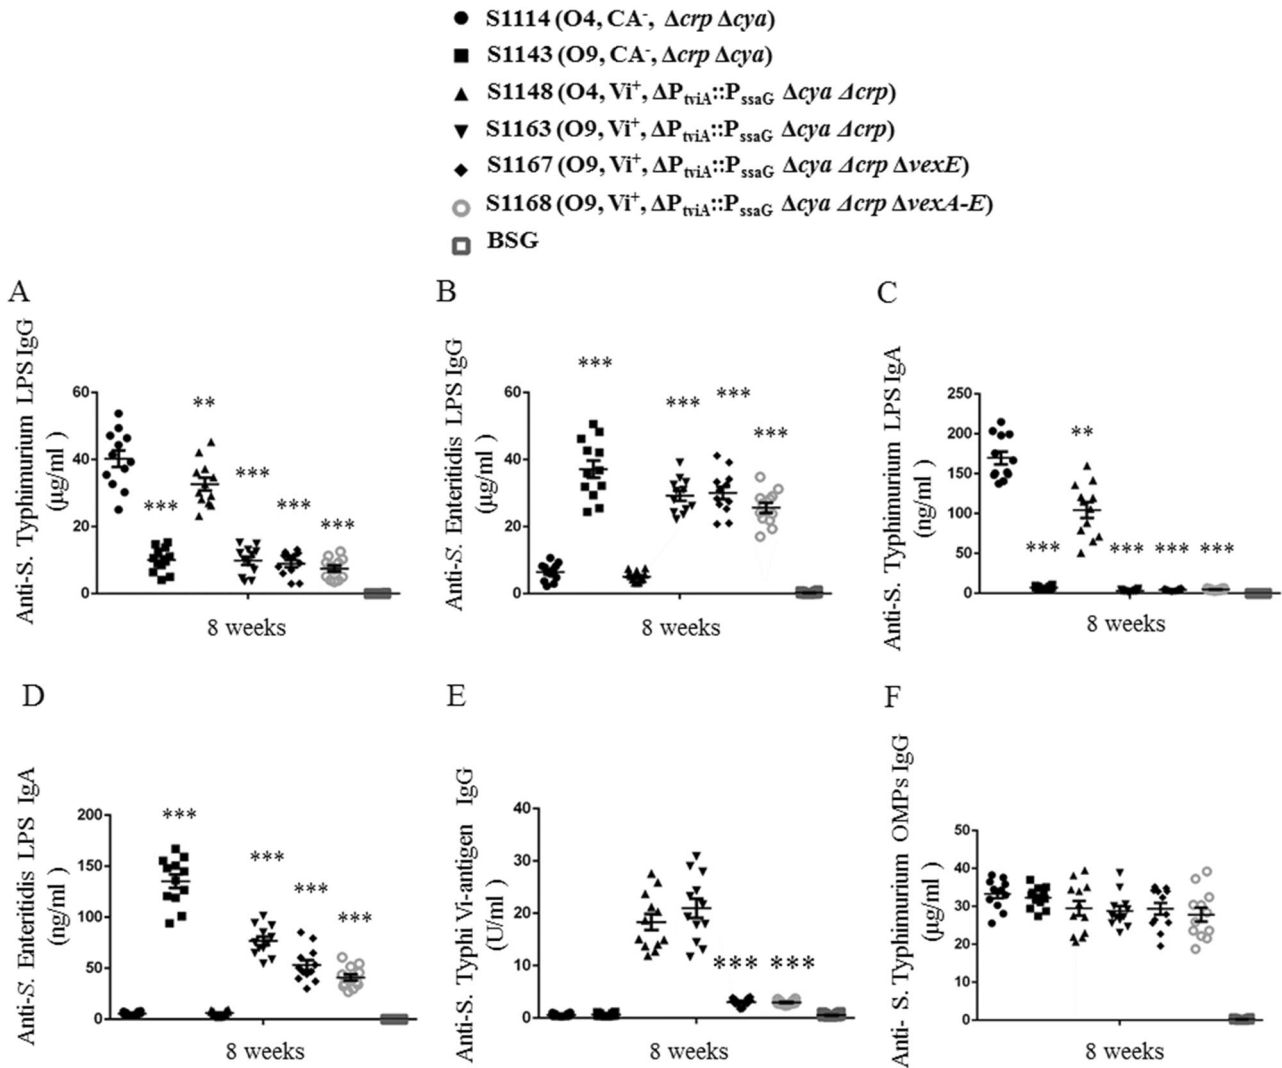 S1114 (O4, CA⁻, Δcrp Δcya)
S1143 (O9, CA⁻, Δcrp Δcya)
S1148 (O4, Vi⁺, ΔPtviA::PssaG Δcya Δcrp)
S1163 (O9, Vi⁺, ΔPtviA::PssaG Δcya Δcrp)
S1167 (O9, Vi⁺, ΔPtviA::PssaG Δcya Δcrp ΔvexE)
S1168 (O9, Vi⁺, ΔPtviA::PssaG Δcya Δcrp ΔvexA-E)
BSG
A
Anti-S. Typhimurium LPS IgG
(μg/ml )
60
40
20
0
***
**
***
***
***
8 weeks
B
Anti-S. Enteritidis LPS IgG
(μg/ml )
60
40
20
0
***
***
***
***
8 weeks
C
Anti-S. Typhimurium LPS IgA
(ng/ml )
250
200
150
100
50
0
***
**
***
***
***
8 weeks
D
Anti-S. Enteritidis LPS IgA
(ng/ml )
200
150
100
50
0
***
***
***
***
8 weeks
E
Anti-S. Typhi Vi-antigen IgG
(U/ml )
40
30
20
10
0
***
***
8 weeks
F
Anti- S. Typhimurium OMPs IgG
(μg/ml )
50
40
30
20
10
0
8 weeks